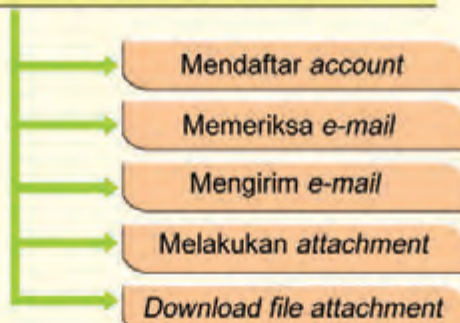 Mendaftar account
Memeriksa e-mail
Mengirim e-mail
Melakukan attachment
Download file attachment